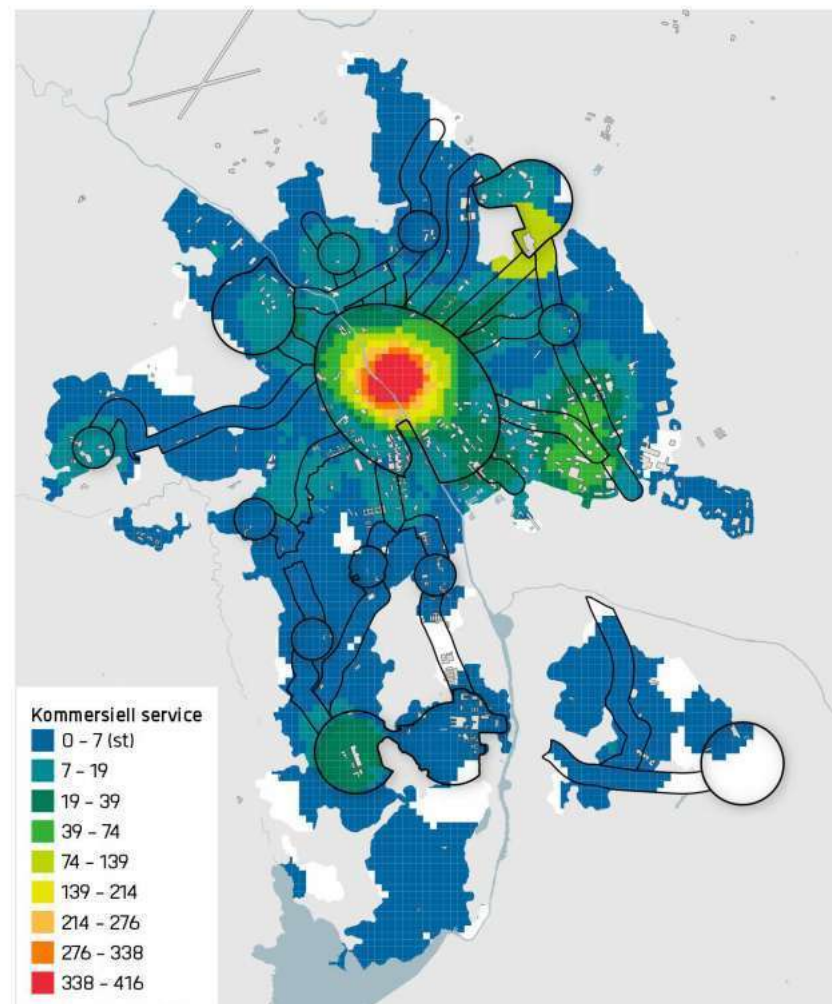 Kommersiell service
0 – 7 (st)
7 – 19
19 – 39
39 – 74
74 – 139
139 – 214
214 – 276
276 – 338
338 – 416